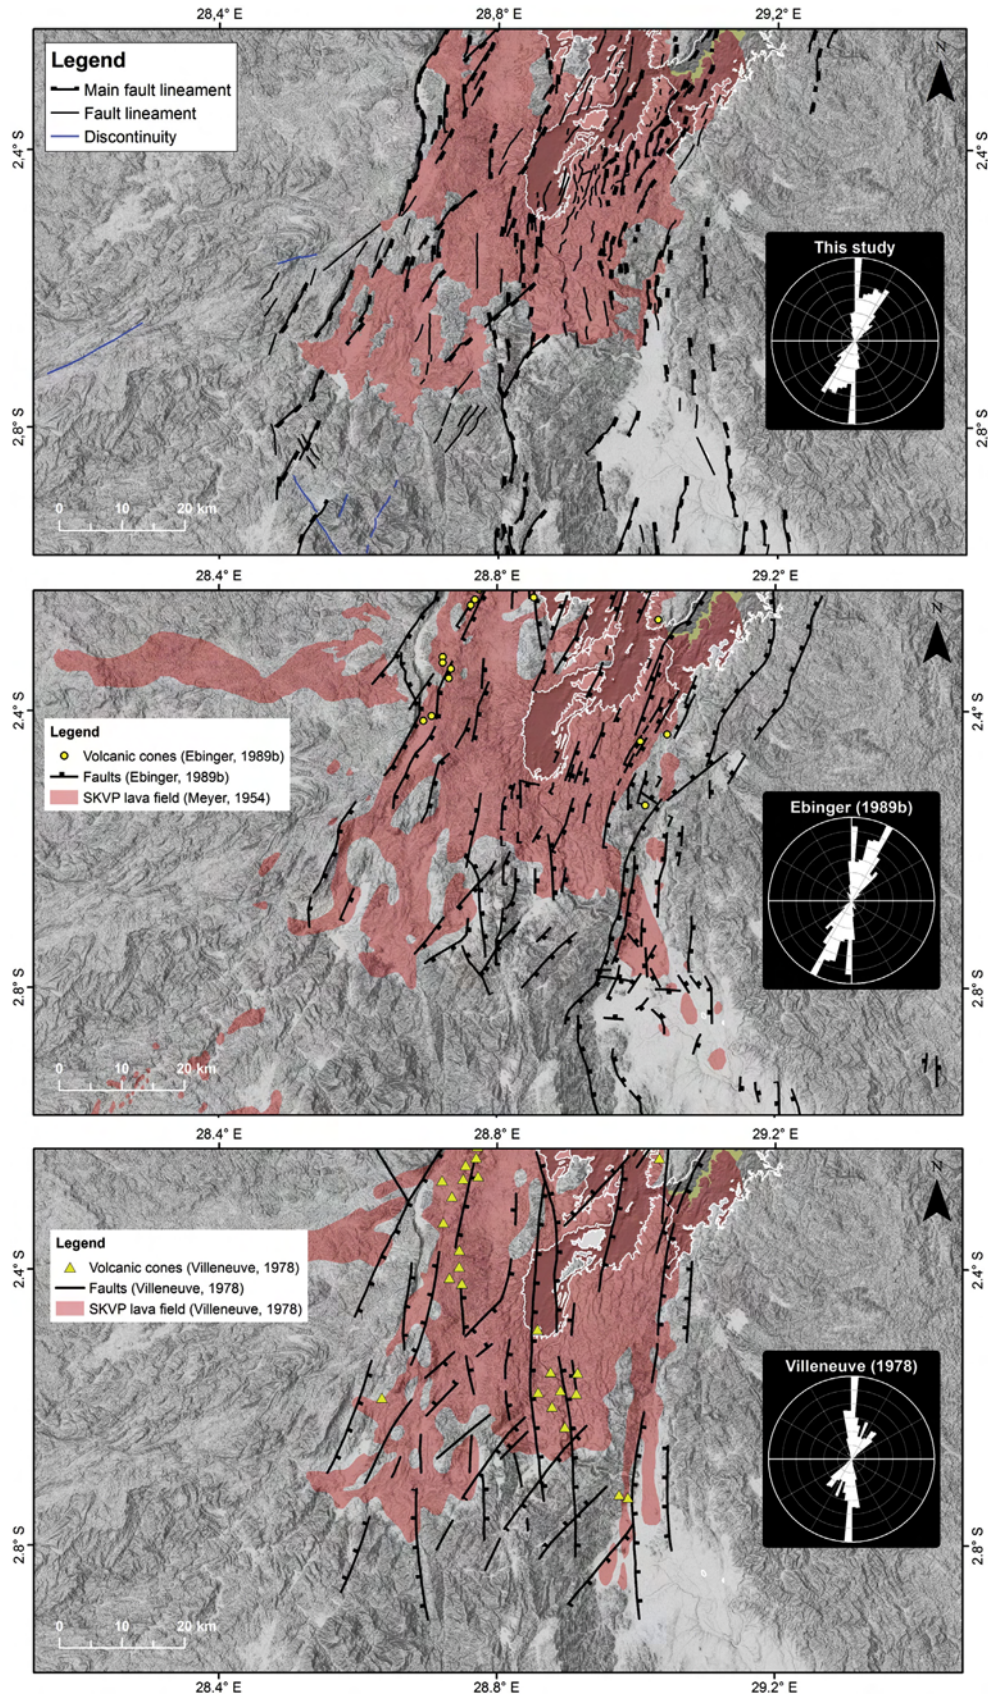 28,4° E 28,8° E 29,2° E
Legend
Main fault lineament
Fault lineament
Discontinuity
N
2,4° S 2,4° S
This study
2.8° S 2.8° S
0 10 20 km
28.4° E 28.8° E 29.2° E
N
2.4° S 2.4° S
Legend
Volcanic cones (Ebinger, 1989b)
Faults (Ebinger, 1989b)
SKVP lava field (Meyer, 1954)
Ebinger (1989b)
2.8° S 2.8° S
0 10 20 km
28.4° E 28.8° E 29.2° E
N
Legend
Volcanic cones (Villeneuve, 1978)
Faults (Villeneuve, 1978)
SKVP lava field (Villeneuve, 1978)
2.4° S 2.4° S
Villeneuve (1978)
2.8° S 2.8° S
0 10 20 km
28.4° E 28.8° E 29.2° E